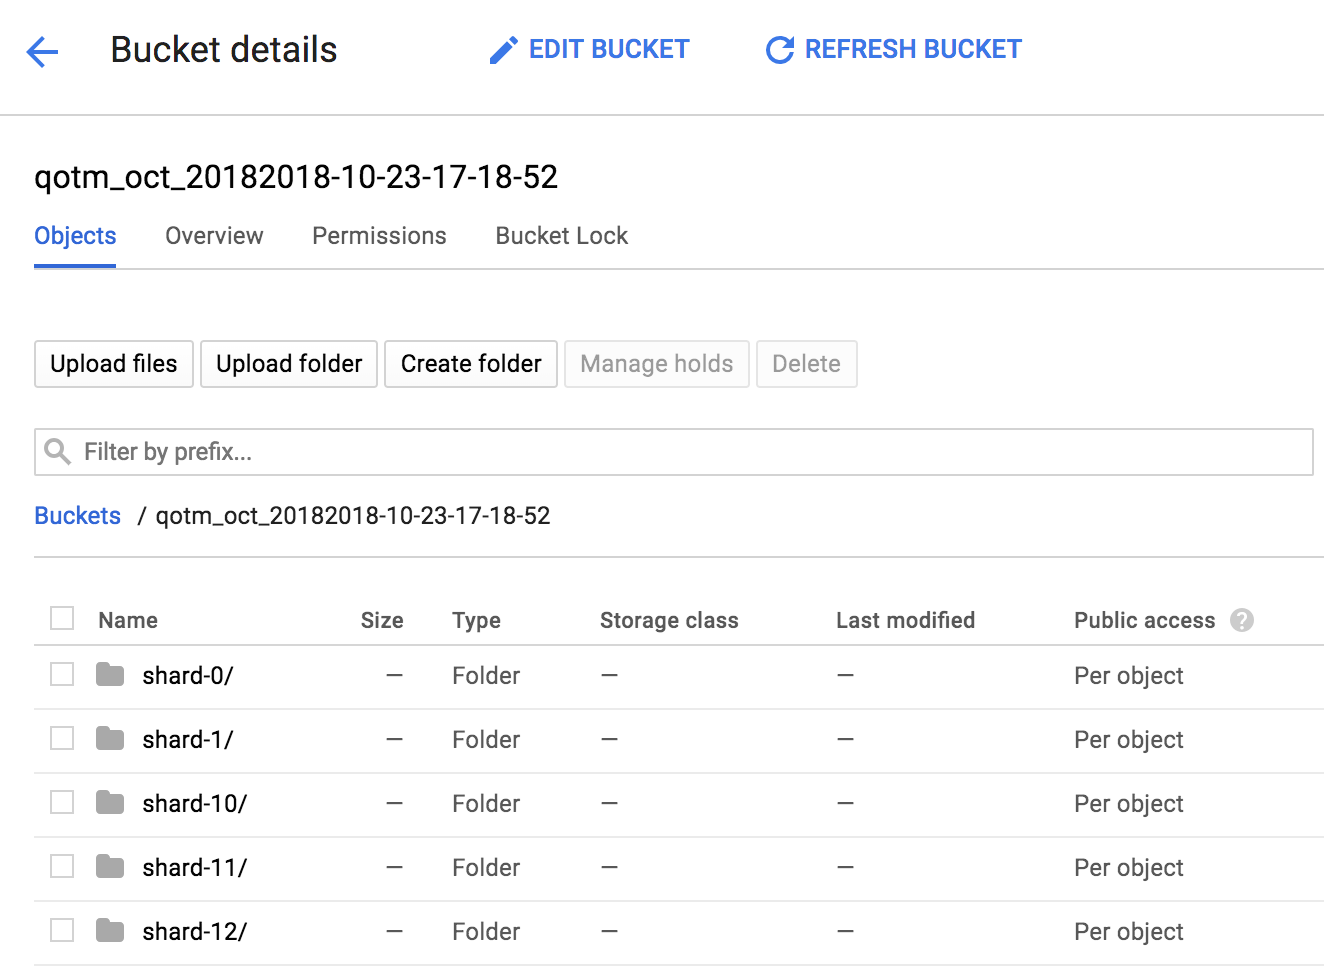 Bucket details EDIT BUCKET REFRESH BUCKET
qotm_oct_20182018-10-23-17-18-52
Objects Overview Permissions Bucket Lock
Upload files Upload folder Create folder Manage holds Delete
Filter by prefix...
Buckets / qotm_oct_20182018-10-23-17-18-52
Name Size Type Storage class Last modified Public access ?
shard-0/ — Folder — — Per object
shard-1/ — Folder — — Per object
shard-10/ — Folder — — Per object
shard-11/ — Folder — — Per object
shard-12/ — Folder — — Per object